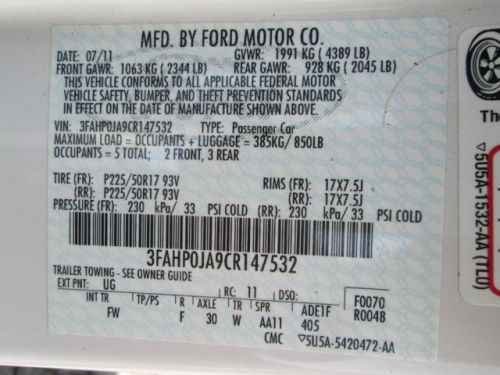 MFD. BY FORD MOTOR CO.
DATE: 07/11 GVWR: 1991 KG ( 4389 LB)
FRONT GAWR: 1063 KG ( 2344 LB) REAR GAWR: 928 KG ( 2045 LB)
THIS VEHICLE CONFORMS TO ALL APPLICABLE FEDERAL MOTOR
VEHICLE SAFETY, BUMPER, AND THEFT PREVENTION STANDARDS
IN EFFECT ON THE DATE OF MANUFACTURE SHOWN ABOVE.
VIN: 3FAHP0JA9CR147532 TYPE: Passenger Car
MAXIMUM LOAD = OCCUPANTS + LUGGAGE = 385KG/ 850LB
OCCUPANTS = 5 TOTAL; 2 FRONT, 3 REAR
TIRE (FR): P225/50R17 93V RIMS (FR): 17X7.5J
(RR): P225/50R17 93V (RR): 17X7.5J
PRESSURE (FR) 230 kPa/ 33 PSI COLD (RR) 230 kPa/ 33 PSI COLD
3FAHP0JA9CR147532
TRAILER TOWING - SEE OWNER GUIDE
EXT PNT: UG RC: 11 DSO: F0070
INT TR TP/PS R AXLE TR SPR ADE1F R0048
FW F 30 W AA11 405
CMC ▽5U5A-5420472-AA
The
▽5U5A-1532-AA (TLU)